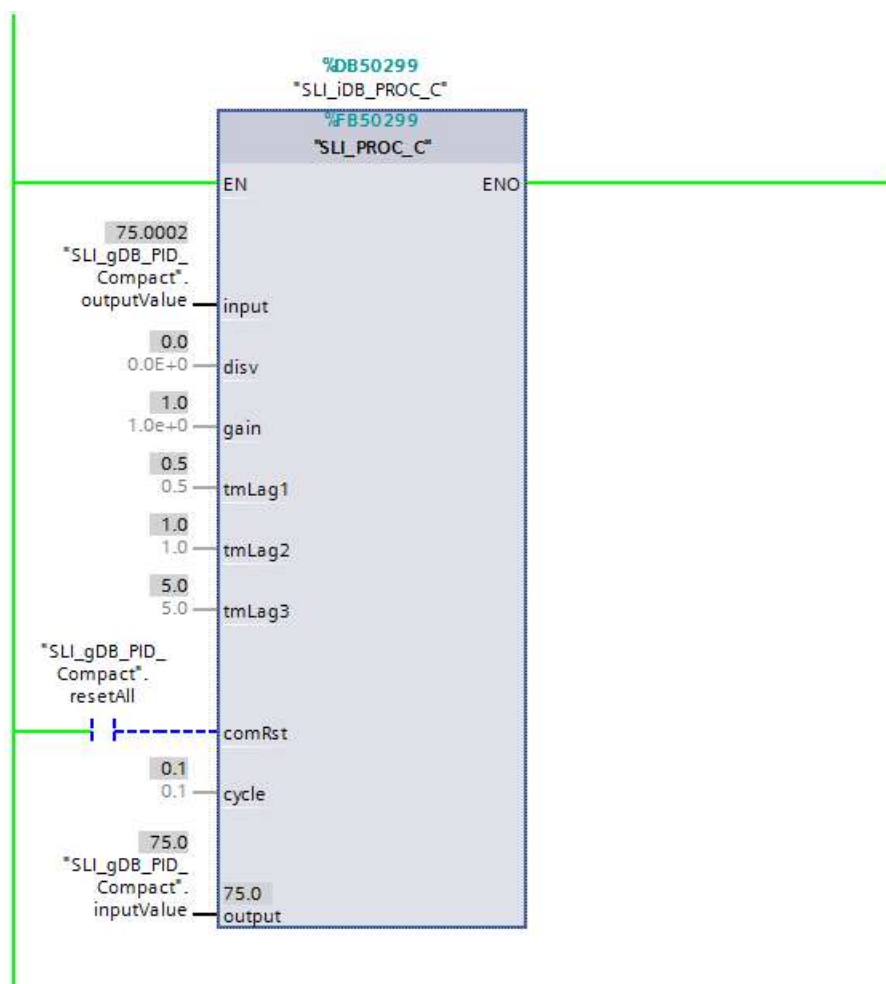 %DB50299
"SLI_iDB_PROC_C"
%FB50299
"SLI_PROC_C"
EN
ENO
75.0002
"SLI_gDB_PID_
Compact".
outputValue
input
0.0
0.0E+0
disv
1.0
1.0e+0
gain
0.5
0.5
tmLag1
1.0
1.0
tmLag2
5.0
5.0
tmLag3
"SLI_gDB_PID_
Compact".
resetAll
comRst
0.1
0.1
cycle
75.0
"SLI_gDB_PID_
Compact".
inputValue
75.0
output